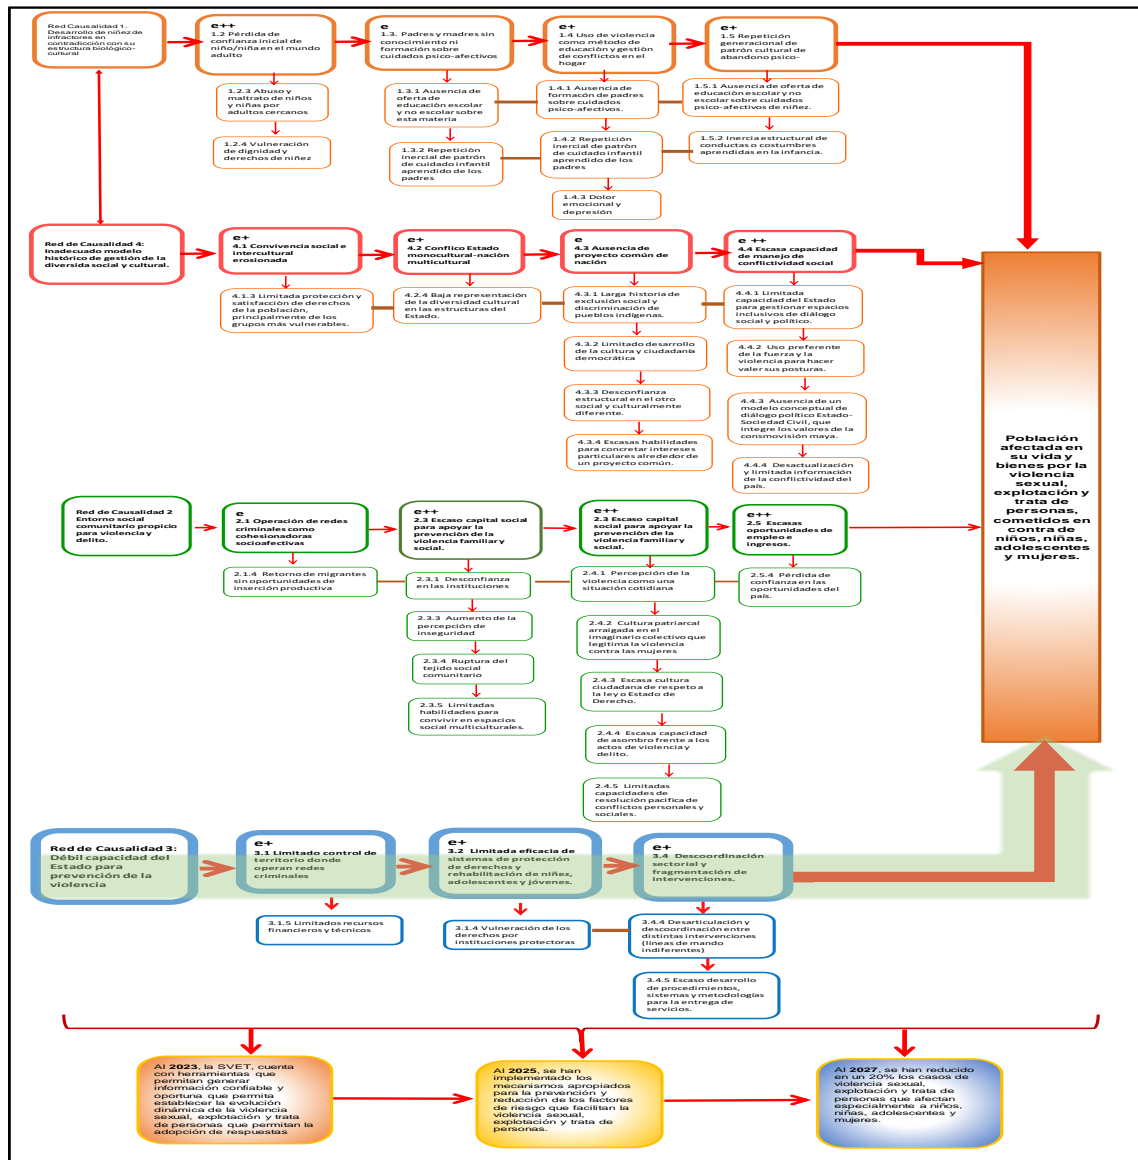 Red Causalidad 1.
Desarrollo de niñez de
infractores en
contradicción con su
estructura biológico-
cultural
e++
1.2 Pérdida de
confianza inicial de
niño/niña en el mundo
adulto
e
1.3. Padres y madres sin
conocimiento ni
formación sobre
cuidados psico-afectivos
e+
1.4 Uso de violencia
como método de
educación y gestión
de conflictos en el
hogar
e+
1.5 Repetición
generacional de
patrón cultural de
abandono psico-
1.2.3 Abuso y
maltrato de niños
y niñas por
adultos cercanos
1.2.4 Vulneración
de dignidad y
derechos de niñez
1.3.1 Ausencia de
oferta de
educación escolar
y no escolar sobre
esta materia
1.3.2 Repetición
inercial de patrón
de cuidado infantil
aprendido de los
padres
1.4.1 Ausencia de
formación de padres
sobre cuidados
psico-afectivos.
1.4.2 Repetición
inercial de patrón
de cuidado infantil
aprendido de los
padres
1.4.3 Dolor
emocional y
depresión
1.5.1 Ausencia de oferta de
educación escolar y no
escolar sobre cuidados
psico-afectivos de niñez.
1.5.2 Inercia estructural de
conductas o costumbres
aprendidas en la infancia.
Red de Causalidad 4:
Inadecuado modelo
histórico de gestión de la
diversida social y cultural.
e+
4.1 Convivencia social e
intercultural
erosionada
e+
4.2 Conflico Estado
monocultural-nación
multicultural
e
4.3 Ausencia de
proyecto común de
nación
e ++
4.4 Escasa capacidad
de manejo de
conflictividad social
4.1.3 Limitada protección y
satisfacción de derechos
de la población,
principalmente de los
grupos más vulnerables.
4.2.4 Baja representación
de la diversidad cultural
en las estructuras del
Estado.
4.3.1 Larga historia de
exclusión social y
discriminación de
pueblos indígenas.
4.3.2 Limitado desarrollo
de la cultura y ciudadanía
democrática
4.3.3 Desconfianza
estructural en el otro
social y culturalmente
diferente.
4.3.4 Escasas habilidades
para concretar intereses
particulares alrededor de
un proyecto común.
4.4.1 Limitada
capacidad del Estado
para gestionar espacios
inclusivos de diálogo
social y político.
4.4.2 Uso preferente
de la fuerza y la
violencia para hacer
valer sus posturas.
4.4.3 Ausencia de un
modelo conceptual de
diálogo político Estado-
Sociedad Civil, que
integre los valores de la
consmovisión maya.
4.4.4 Desactualización
y limitada información
de la conflictividad del
país.
Red de Causalidad 2
Entorno social
comunitario propicio
para violencia y
delito.
e
2.1 Operación de redes
criminales como
cohesionadoras
socioafectivas
e++
2.3 Escaso capital social
para apoyar la
prevención de la
violencia familiar y
social.
e++
2.3 Escaso capital
social para apoyar la
prevención de la
violencia familiar y
social.
e++
2.5 Escasas
oportunidades de
empleo e
ingresos.
2.1.4 Retorno de migrantes
sin oportunidades de
inserción productiva
2.3.1 Desconfianza
en las instituciones
2.3.3 Aumento de la
percepción de
inseguridad
2.3.4 Ruptura del
tejido social
comunitario
2.3.5 Limitadas
habilidades para
convivir en espacios
social multiculturales.
2.4.1 Percepción de la
violencia como una
situación cotidiana
2.4.2 Cultura patriarcal
arraigada en el
imaginario colectivo que
legitima la violencia
contra las mujeres
2.4.3 Escasa cultura
ciudadana de respeto a
la ley o Estado de
Derecho.
2.4.4 Escasa capacidad
de asombro frente a los
actos de violencia y
delito.
2.4.5 Limitadas
capacidades de
resolución pacifica de
conflictos personales y
sociales.
2.5.4 Pérdida de
confianza en las
oportunidades del
país.
Población
afectada en
su vida y
bienes por la
violencia
sexual,
explotación y
trata de
personas,
cometidos en
contra de
niños, niñas,
adolescentes
y mujeres.
Red de Causalidad 3:
Débil capacidad del
Estado para
prevención de la
violencia
e+
3.1 Limitado control de
territorio donde
operan redes
criminales
e+
3.2 Limitada eficacia de
sistemas de protección
de derechos y
rehabilitación de niñez,
adolescentes y jóvenes.
e+
3.4 Descoordinación
sectorial y
fragmentación de
intervenciones.
3.1.5 Limitados recursos
financieros y técnicos
3.1.4 Vulneración de los
derechos por
instituciones protectoras
3.4.4 Desarticulación y
descoordinación entre
distintas intervenciones
(líneas de mando
indiferentes)
3.4.5 Escaso desarrollo
de procedimientos,
sistemas y metodologías
para la entrega de
servicios.
Al 2023, la SVET, cuenta
con herramientas que
permitan generar
información confiable y
oportuna que permita
establecer la evolución
dinámica de la violencia
sexual, explotación y trata
de personas que permitan la
adopción de respuestas
Al 2025, se han
implementado los
mecanismos apropiados
para la prevención y
reducción de los factores
de riesgo que facilitan la
violencia sexual,
explotación y trata de
personas.
Al 2027, se han reducido
en un 20% los casos de
violencia sexual,
explotación y trata de
personas que afectan
especialmente a niños,
niñas, adolescentes y
mujeres.